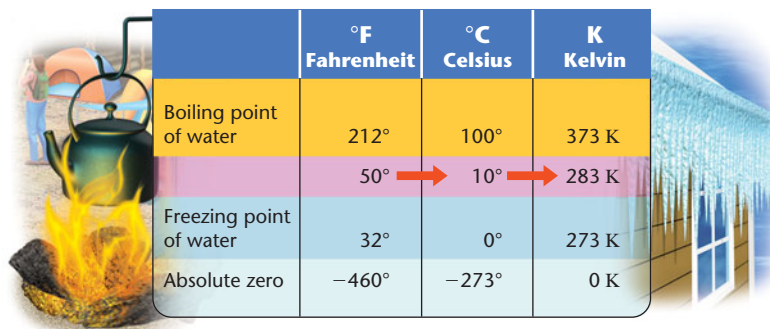 °F °C K
Fahrenheit Celsius Kelvin
Boiling point
of water 212° 100° 373 K
50° 10° 283 K
Freezing point
of water 32° 0° 273 K
Absolute zero −460° −273° 0 K